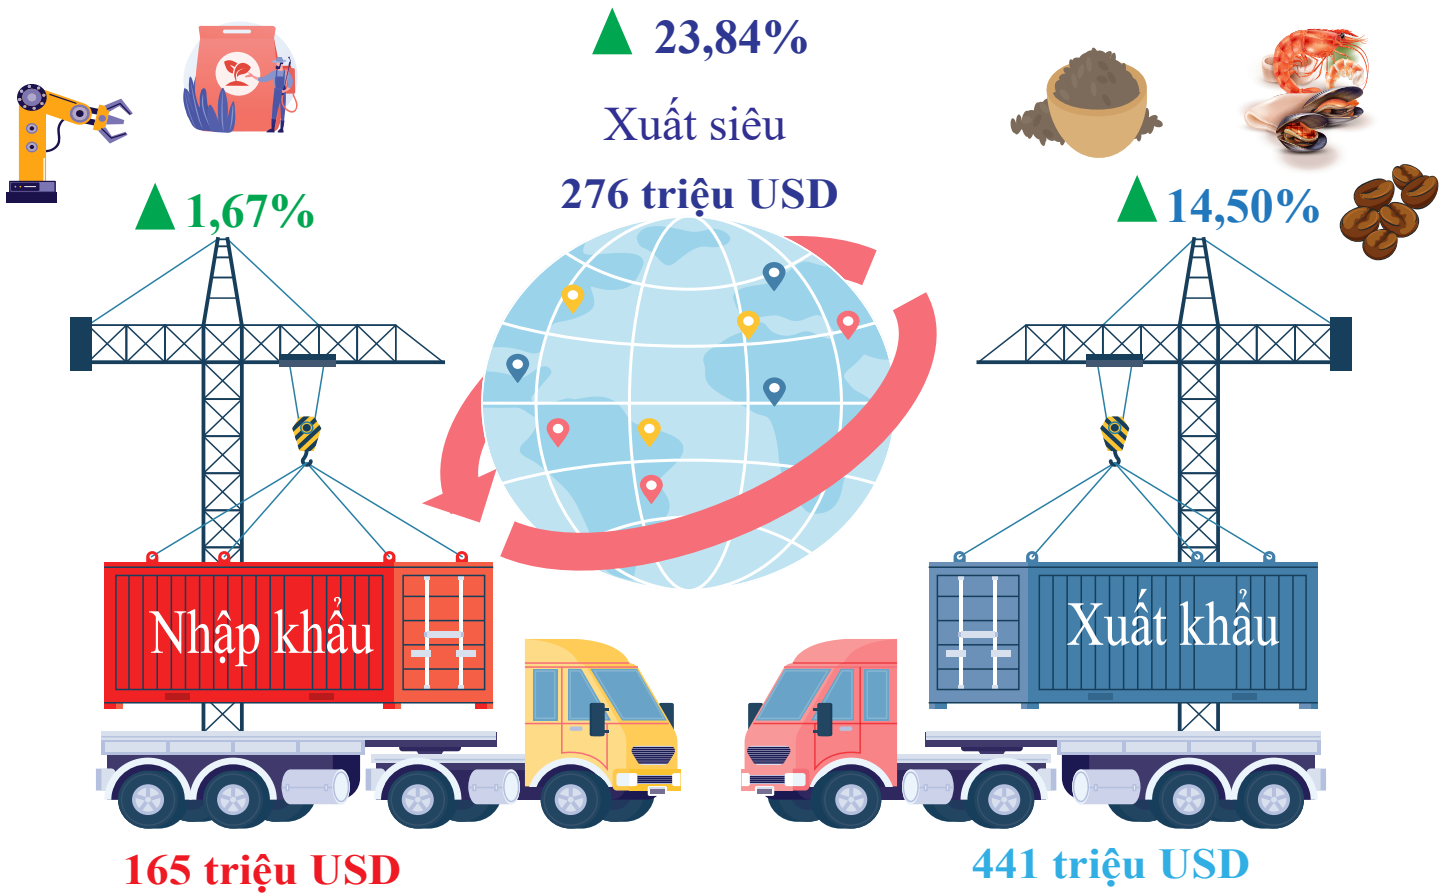 23,84%
Xuất siêu
276 triệu USD
1,67%
14,50%
Nhập khẩu
Xuất khẩu
165 triệu USD
441 triệu USD